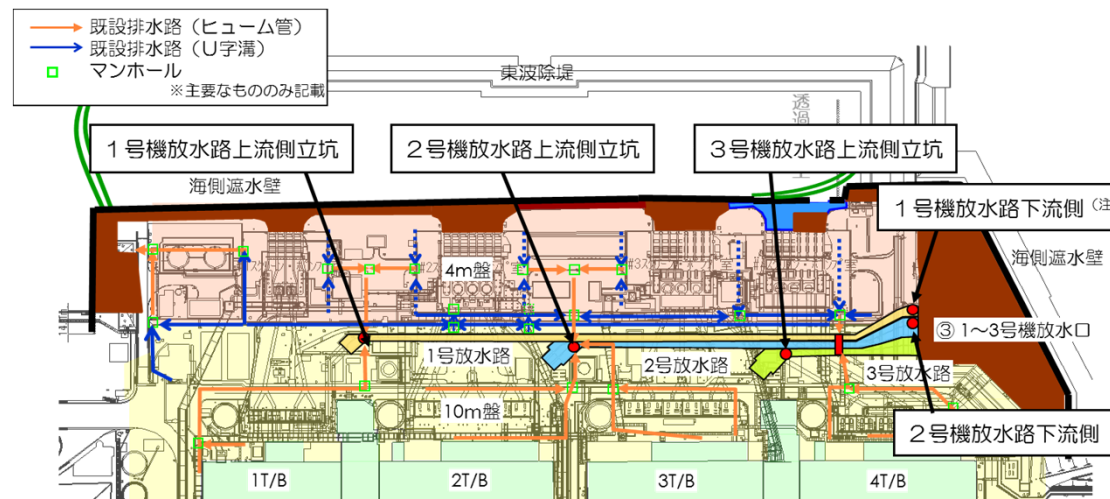 既設排水路（ヒューム管）
既設排水路（U字溝）
マンホール
※主要なもののみ記載
東波除堤
１号機放水路上流側立坑
２号機放水路上流側立坑
３号機放水路上流側立坑
海側遮水壁
１号機放水路下流側（注
海側遮水壁
4m盤
③ 1〜3号機放水口
1号放水路
2号放水路
3号放水路
10m盤
２号機放水路下流側
1T/B
2T/B
3T/B
4T/B